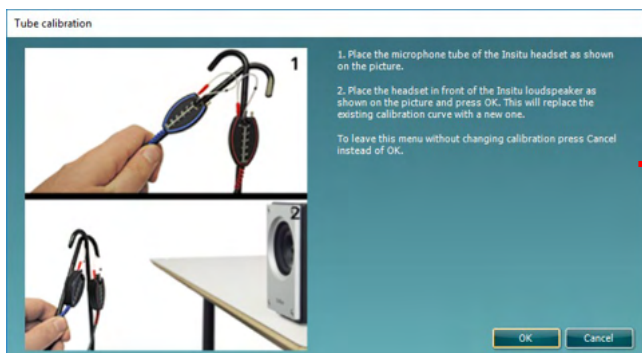 Tube calibration
1
1. Place the microphone tube of the Insitu headset as shown
on the picture.
2. Place the headset in front of the Insitu loudspeaker as
shown on the picture and press OK. This will replace the
existing calibration curve with a new one.
To leave this menu without changing calibration press Cancel
instead of OK.
2
OK
Cancel